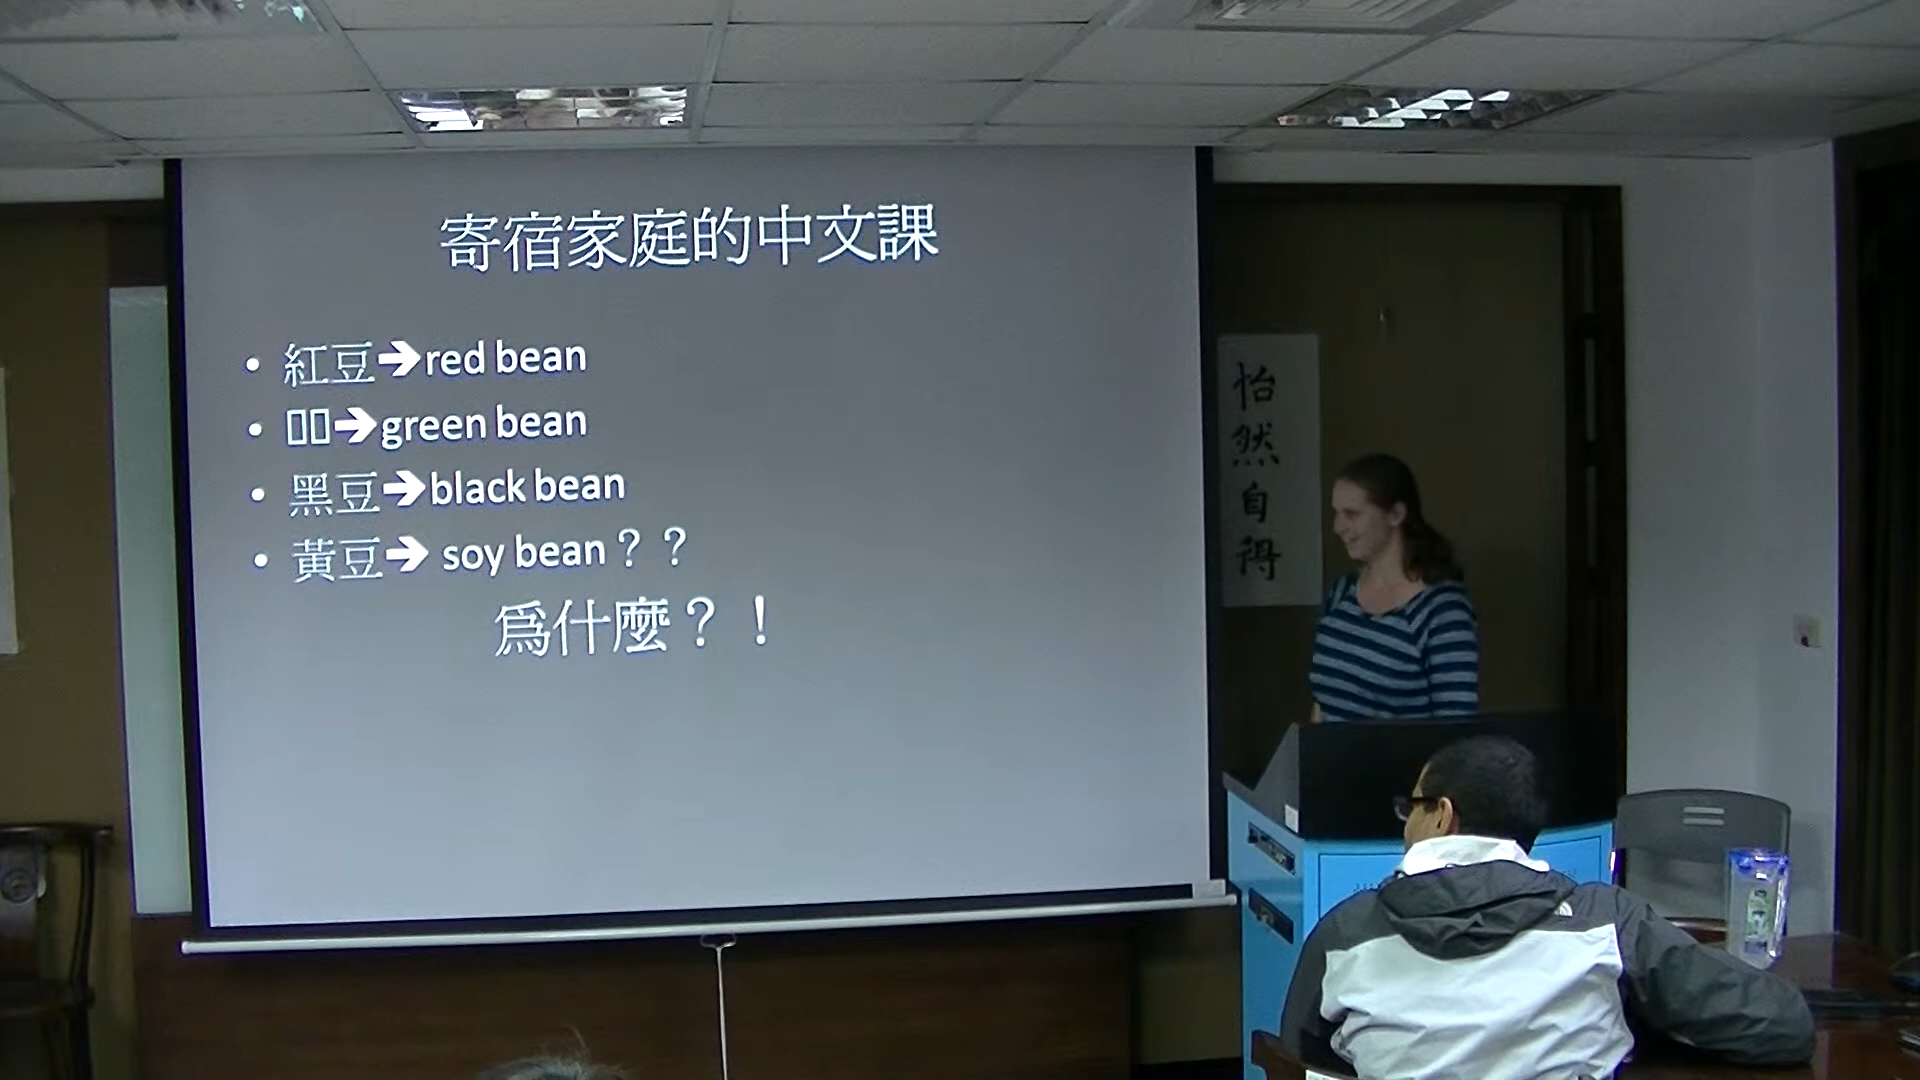 寄宿家庭的中文課
• 紅豆➔red bean
• □□➔green bean
• 黑豆➔black bean
• 黃豆➔ soy bean？？
爲什麼？！
怡然自得